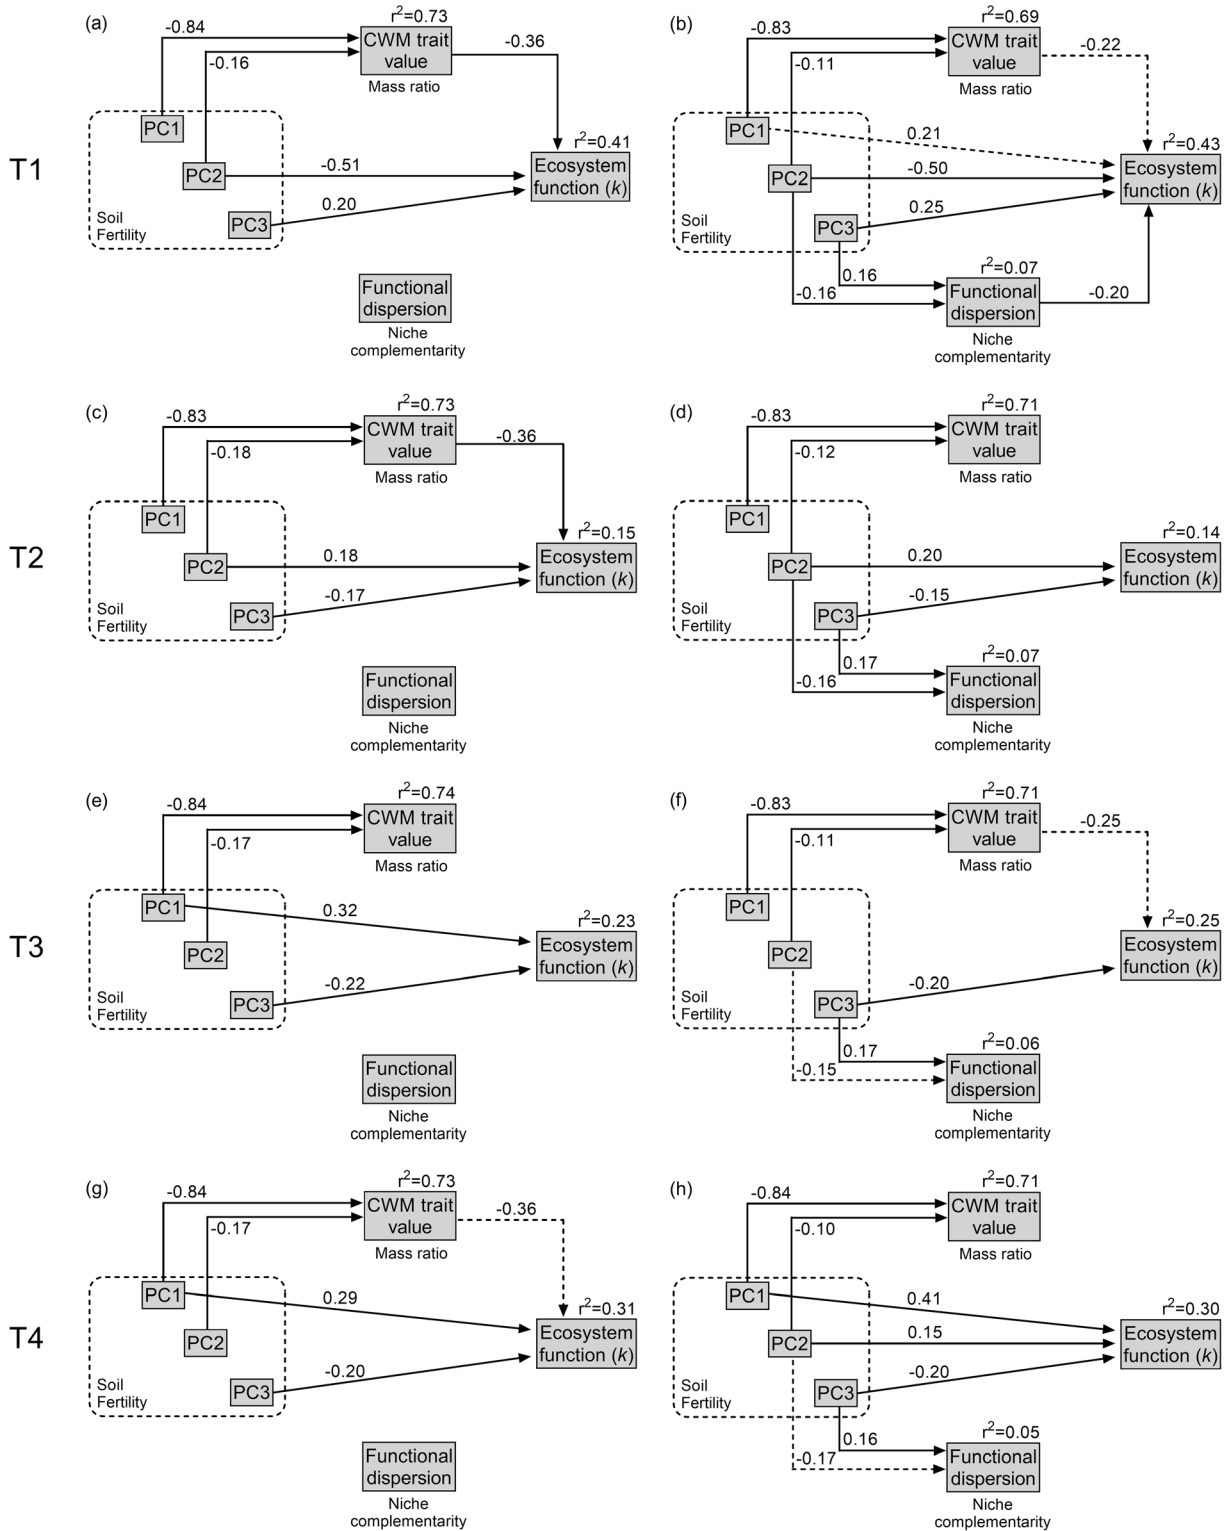 T1
(a)
-0.84
-0.16
r²=0.73
CWM trait
value
Mass ratio
-0.36
PC1
PC2
PC3
Soil
Fertility
-0.51
0.20
r²=0.41
Ecosystem
function (k)
Functional
dispersion
Niche
complementarity
(b)
-0.83
-0.11
r²=0.69
CWM trait
value
Mass ratio
-0.22
PC1
PC2
PC3
Soil
Fertility
0.21
-0.50
0.25
r²=0.43
Ecosystem
function (k)
0.16
-0.16
r²=0.07
Functional
dispersion
-0.20
Niche
complementarity
T2
(c)
-0.83
-0.18
r²=0.73
CWM trait
value
Mass ratio
-0.36
PC1
PC2
PC3
Soil
Fertility
0.18
-0.17
r²=0.15
Ecosystem
function (k)
Functional
dispersion
Niche
complementarity
(d)
-0.83
-0.12
r²=0.71
CWM trait
value
Mass ratio
PC1
PC2
PC3
Soil
Fertility
0.20
-0.15
r²=0.14
Ecosystem
function (k)
0.17
-0.16
r²=0.07
Functional
dispersion
Niche
complementarity
T3
(e)
-0.84
-0.17
r²=0.74
CWM trait
value
Mass ratio
PC1
PC2
PC3
Soil
Fertility
0.32
-0.22
r²=0.23
Ecosystem
function (k)
Functional
dispersion
Niche
complementarity
(f)
-0.83
-0.11
r²=0.71
CWM trait
value
Mass ratio
-0.25
PC1
PC2
PC3
Soil
Fertility
-0.20
r²=0.25
Ecosystem
function (k)
0.17
-0.15
r²=0.06
Functional
dispersion
Niche
complementarity
T4
(g)
-0.84
-0.17
r²=0.73
CWM trait
value
Mass ratio
-0.36
PC1
PC2
PC3
Soil
Fertility
0.29
-0.20
r²=0.31
Ecosystem
function (k)
Functional
dispersion
Niche
complementarity
(h)
-0.84
-0.10
r²=0.71
CWM trait
value
Mass ratio
PC1
PC2
PC3
Soil
Fertility
0.41
0.15
-0.20
r²=0.30
Ecosystem
function (k)
0.16
-0.17
r²=0.05
Functional
dispersion
Niche
complementarity